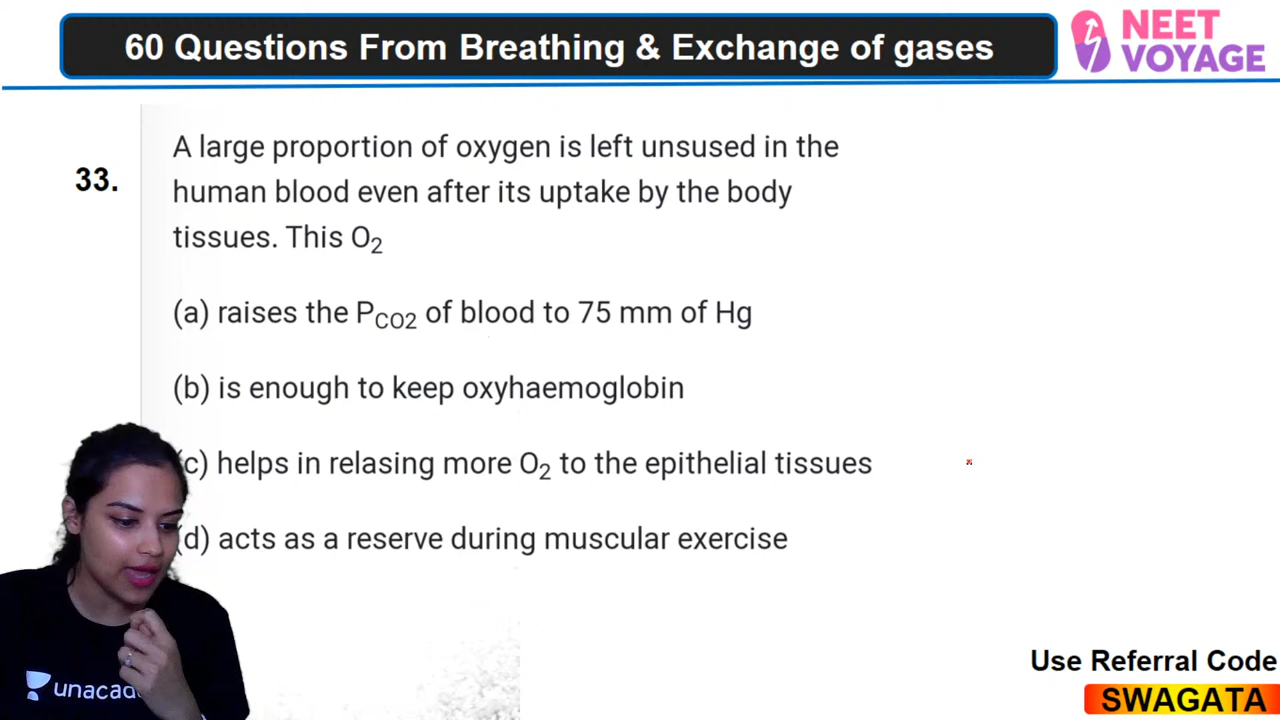 60 Questions From Breathing & Exchange of gases
NEET
VOYAGE
33.
A large proportion of oxygen is left unsused in the
human blood even after its uptake by the body
tissues. This O₂
(a) raises the P_CO2 of blood to 75 mm of Hg
(b) is enough to keep oxyhaemoglobin
(c) helps in relasing more O₂ to the epithelial tissues
(d) acts as a reserve during muscular exercise
Use Referral Code
SWAGATA